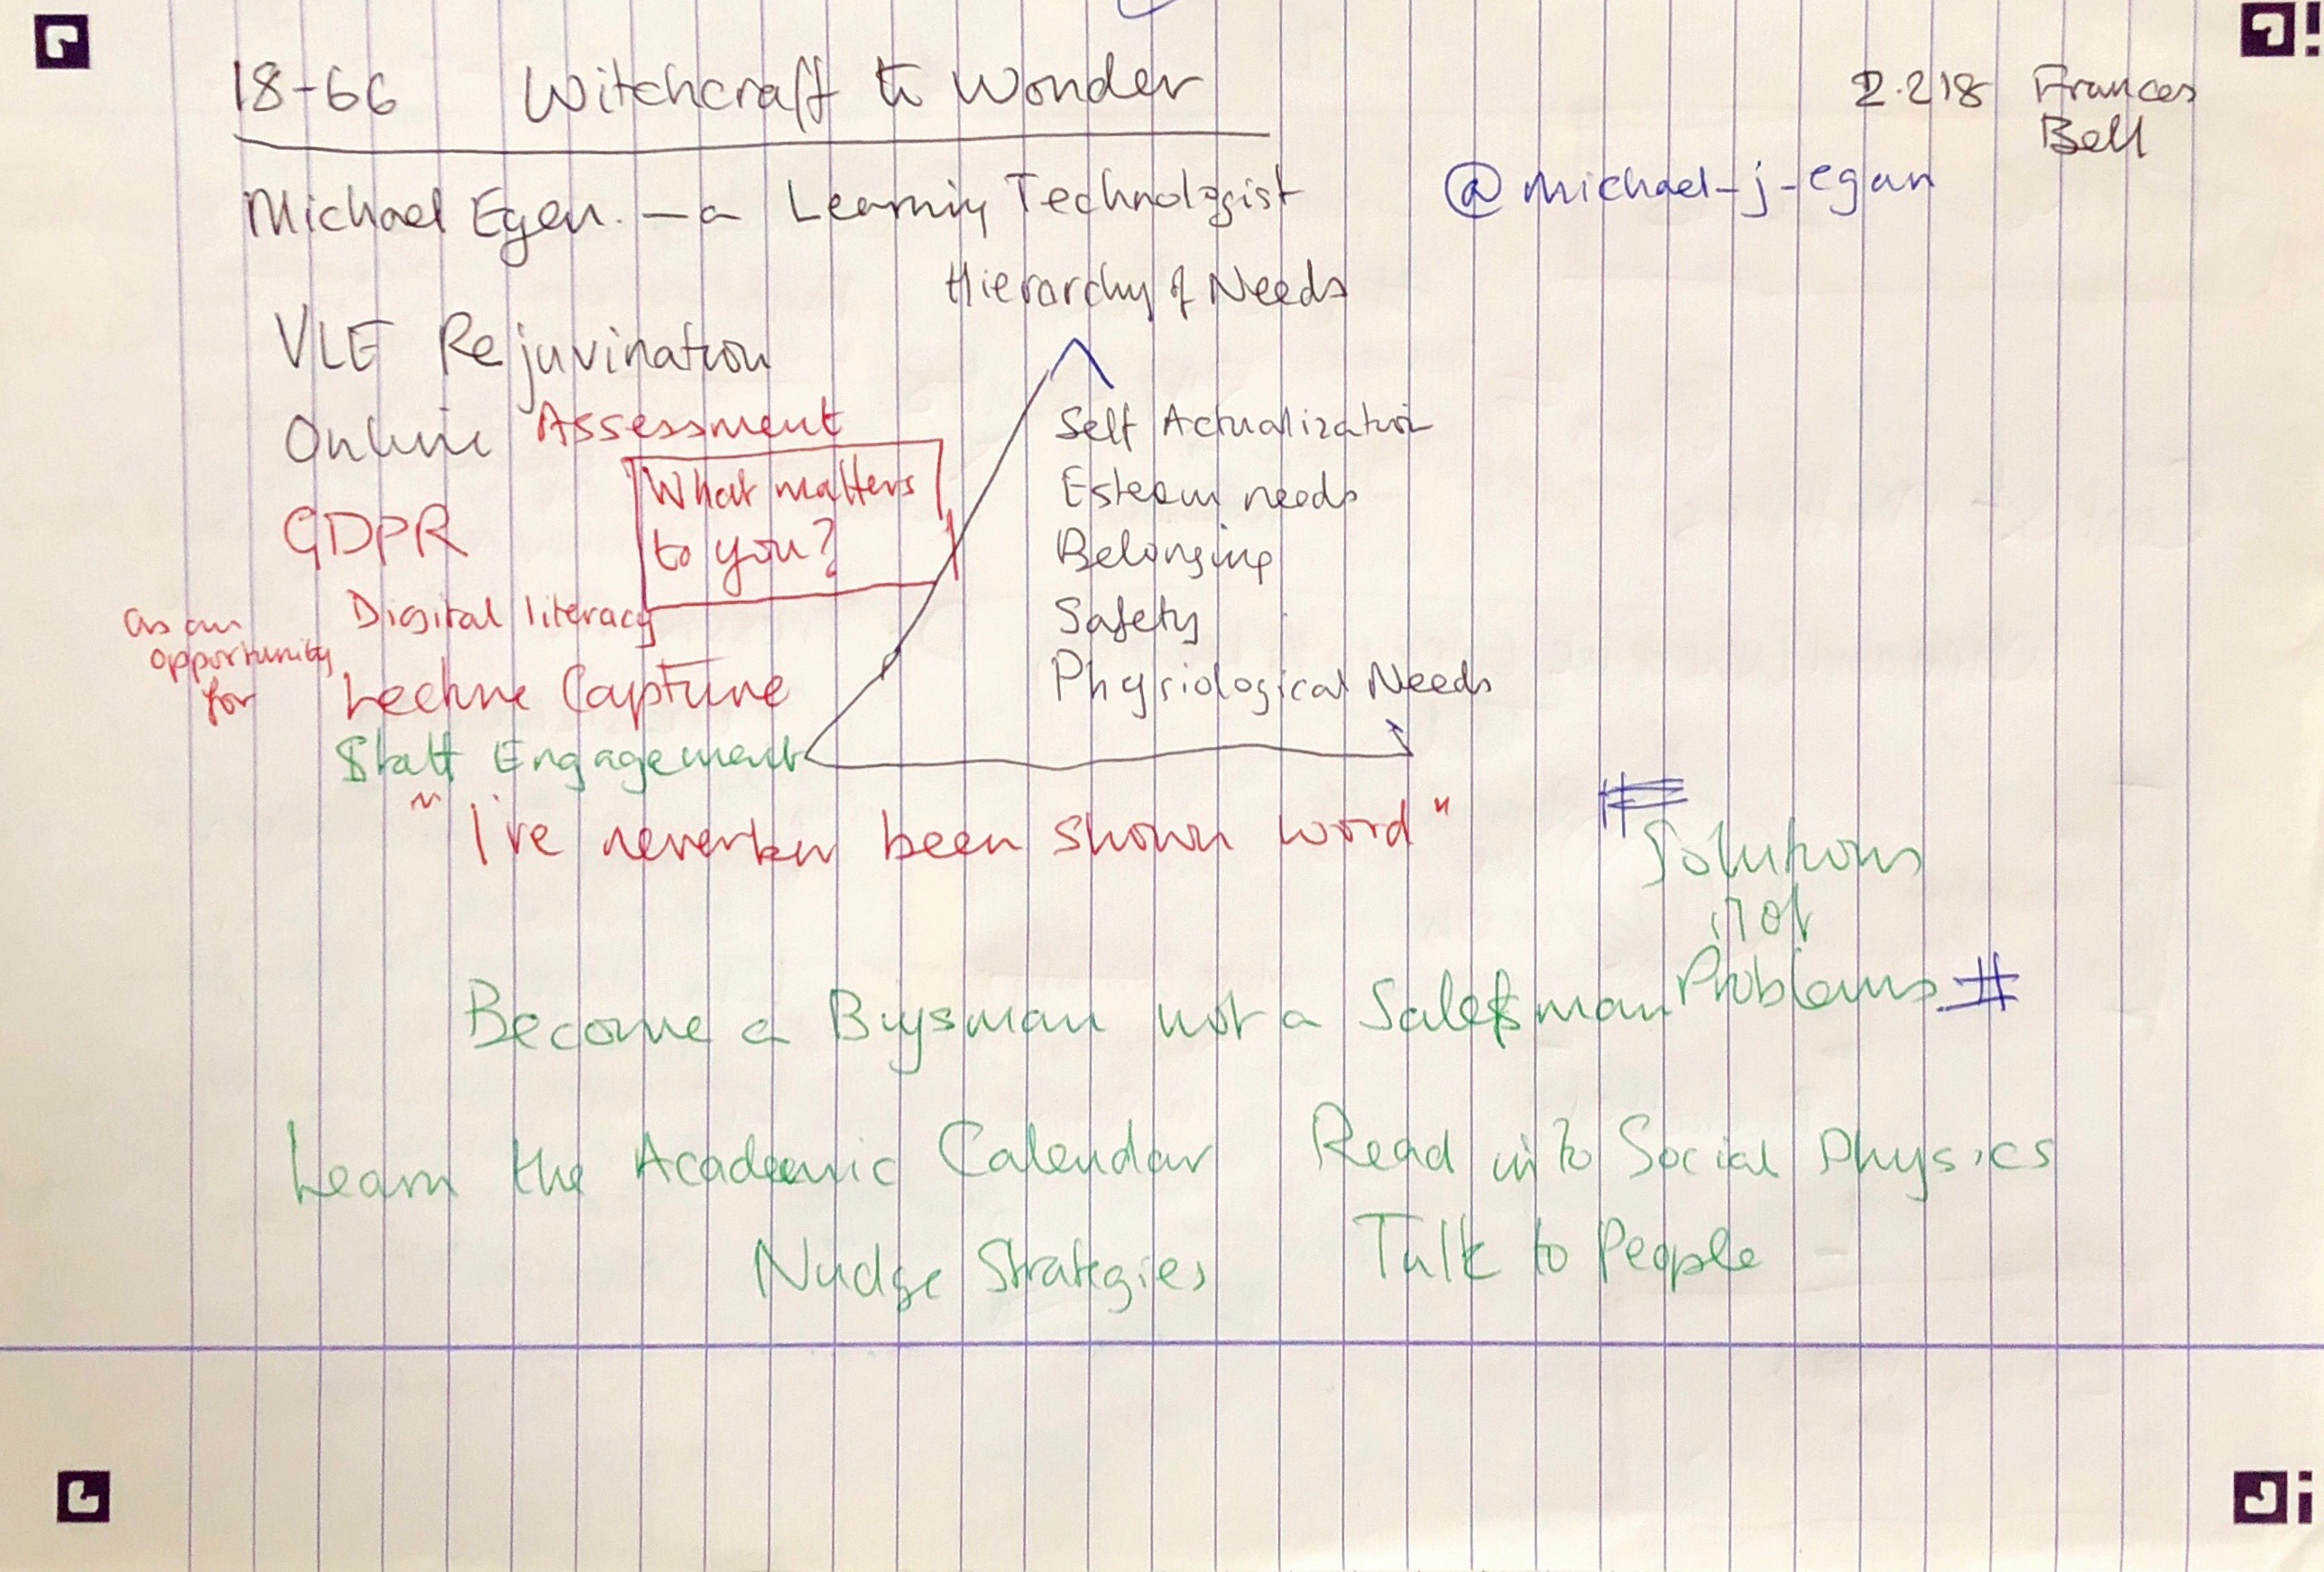 18-66 Witchcraft to Wonder
2.218 Frances
Bell
Michael Egan. — a Learning Technologist
@michael-j-egan
Hierarchy of Needs
VLE Rejuvination
Online Assessment
What matters
to you?
GDPR
as an
opportunity
for
Digital literacy
Lecture Capture
Staff Engagement
Self Actualization
Esteem needs
Belonging
Safety
Physiological Needs
"I've never been shown word"
#Solutions
not
Problems #
Become a Buysman not a Salesman
Learn the Academic Calendar
Read into Social Physics
Nudge Strategies
Talk to People